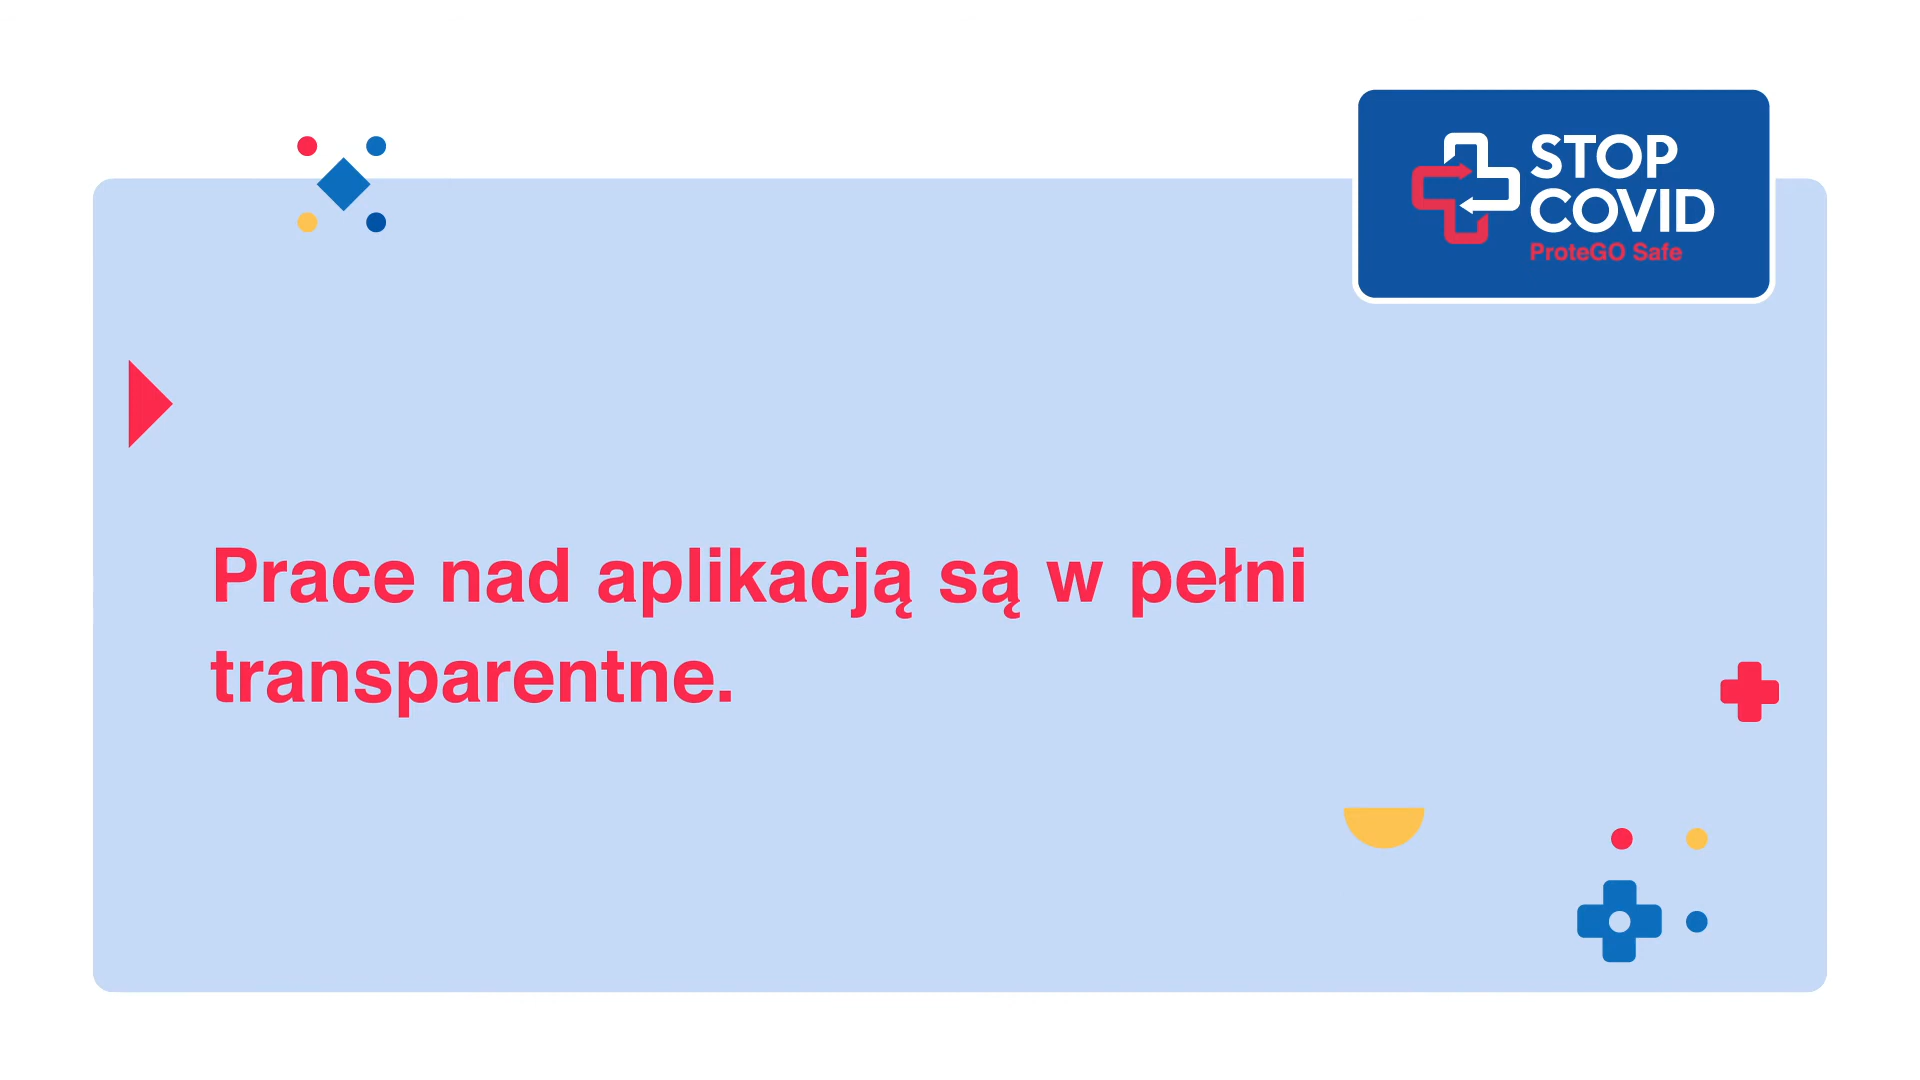 STOP
COVID
ProteGO Safe
Prace nad aplikacją są w pełni
transparentne.